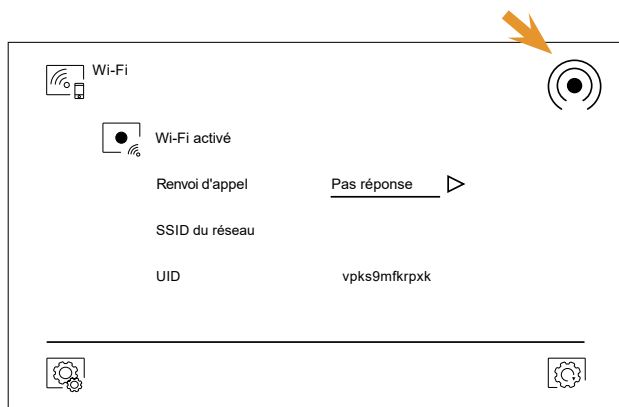 Wi-Fi
Wi-Fi activé
Renvoi d'appel Pas réponse
SSID du réseau
UID vpks9mfkrpxk